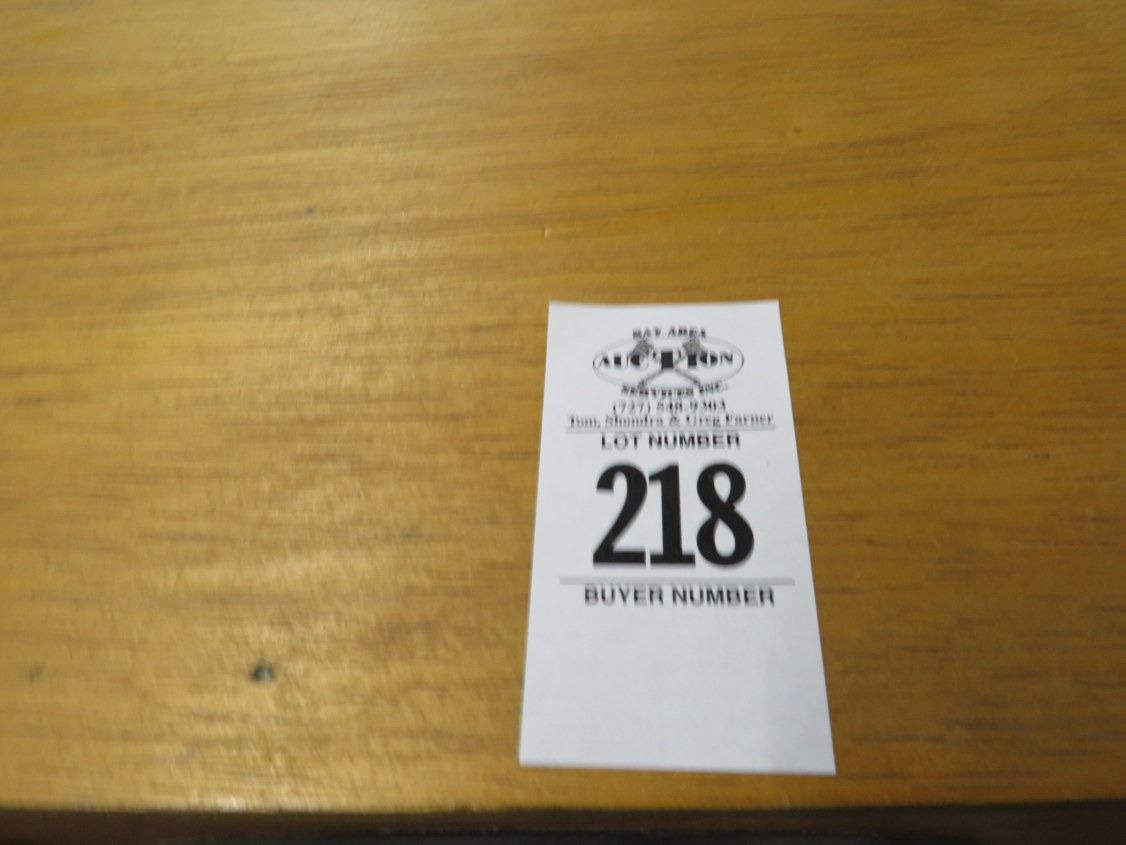 BAY AREA
AUCTION
SERVICES INC
(727) 548-9303
Tom, Shondra & Greg Farner
LOT NUMBER
218
BUYER NUMBER